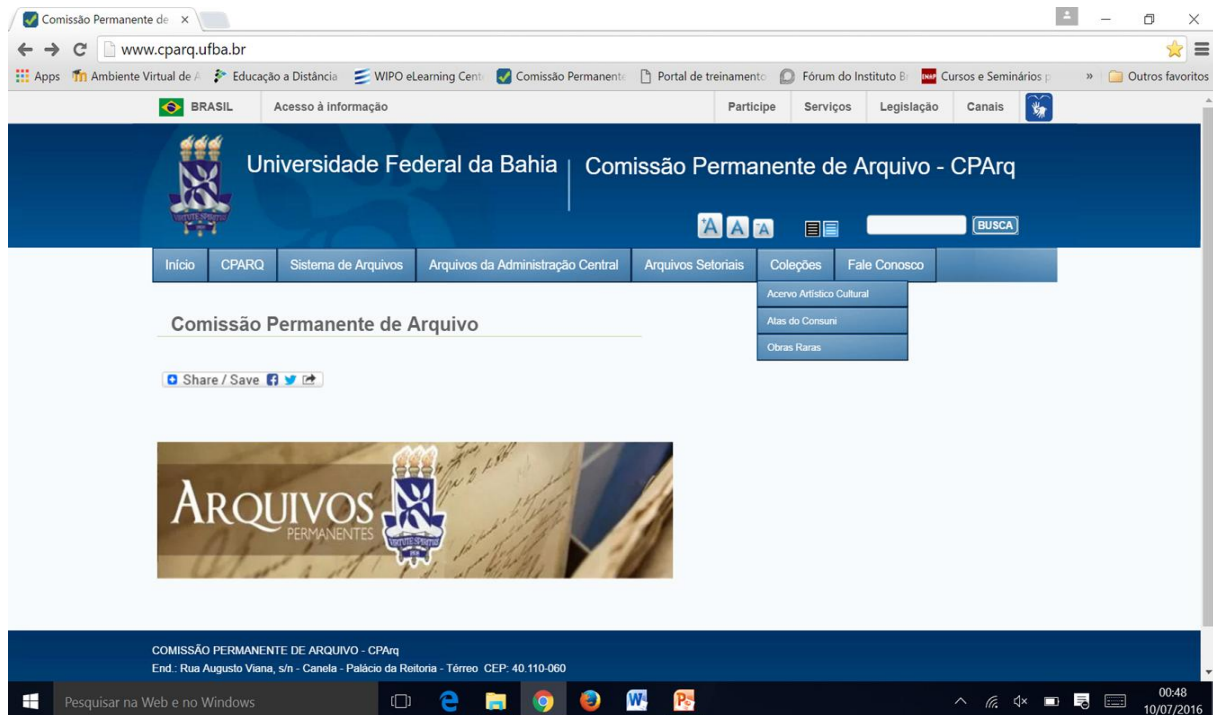 Comissão Permanente de
www.cparq.ufba.br
Apps Ambiente Virtual de A Educação a Distância WIPO eLearning Cent Comissão Permanente Portal de treinamento Fórum do Instituto B ENAP Cursos e Seminários p » Outros favoritos
BRASIL Acesso à informação Participe Serviços Legislação Canais
Universidade Federal da Bahia Comissão Permanente de Arquivo - CPArq
VIRTUTE SPIRITUS
+A A -A BUSCA
Início CPARQ Sistema de Arquivos Arquivos da Administração Central Arquivos Setoriais Coleções Fale Conosco
Acervo Artístico Cultural
Atas do Consuni
Obras Raras
Comissão Permanente de Arquivo
Share / Save
ARQUIVOS
PERMANENTES
VIRTUTE SPIRITUS
COMISSÃO PERMANENTE DE ARQUIVO - CPArq
End.: Rua Augusto Viana, s/n - Canela - Palácio da Reitoria - Térreo CEP: 40.110-060
Pesquisar na Web e no Windows
00:48
10/07/2016